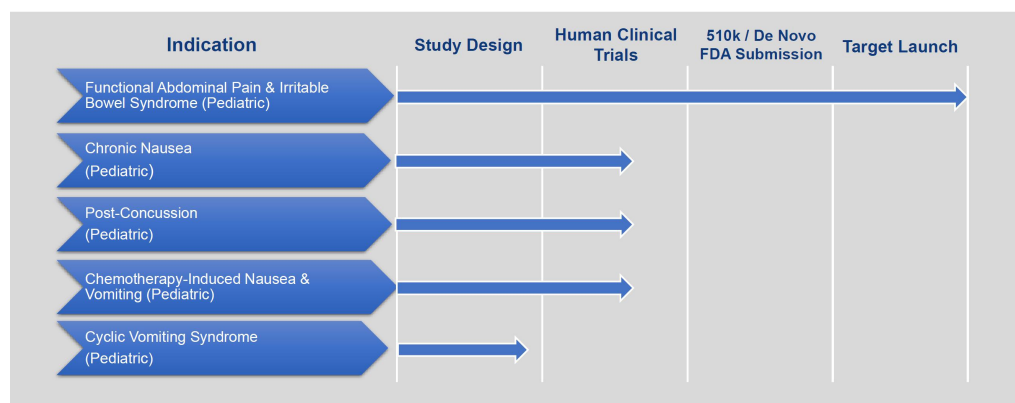 Indication
Study Design
Human Clinical
Trials
510k / De Novo
FDA Submission
Target Launch
Functional Abdominal Pain & Irritable
Bowel Syndrome (Pediatric)
Chronic Nausea
(Pediatric)
Post-Concussion
(Pediatric)
Chemotherapy-Induced Nausea &
Vomiting (Pediatric)
Cyclic Vomiting Syndrome
(Pediatric)